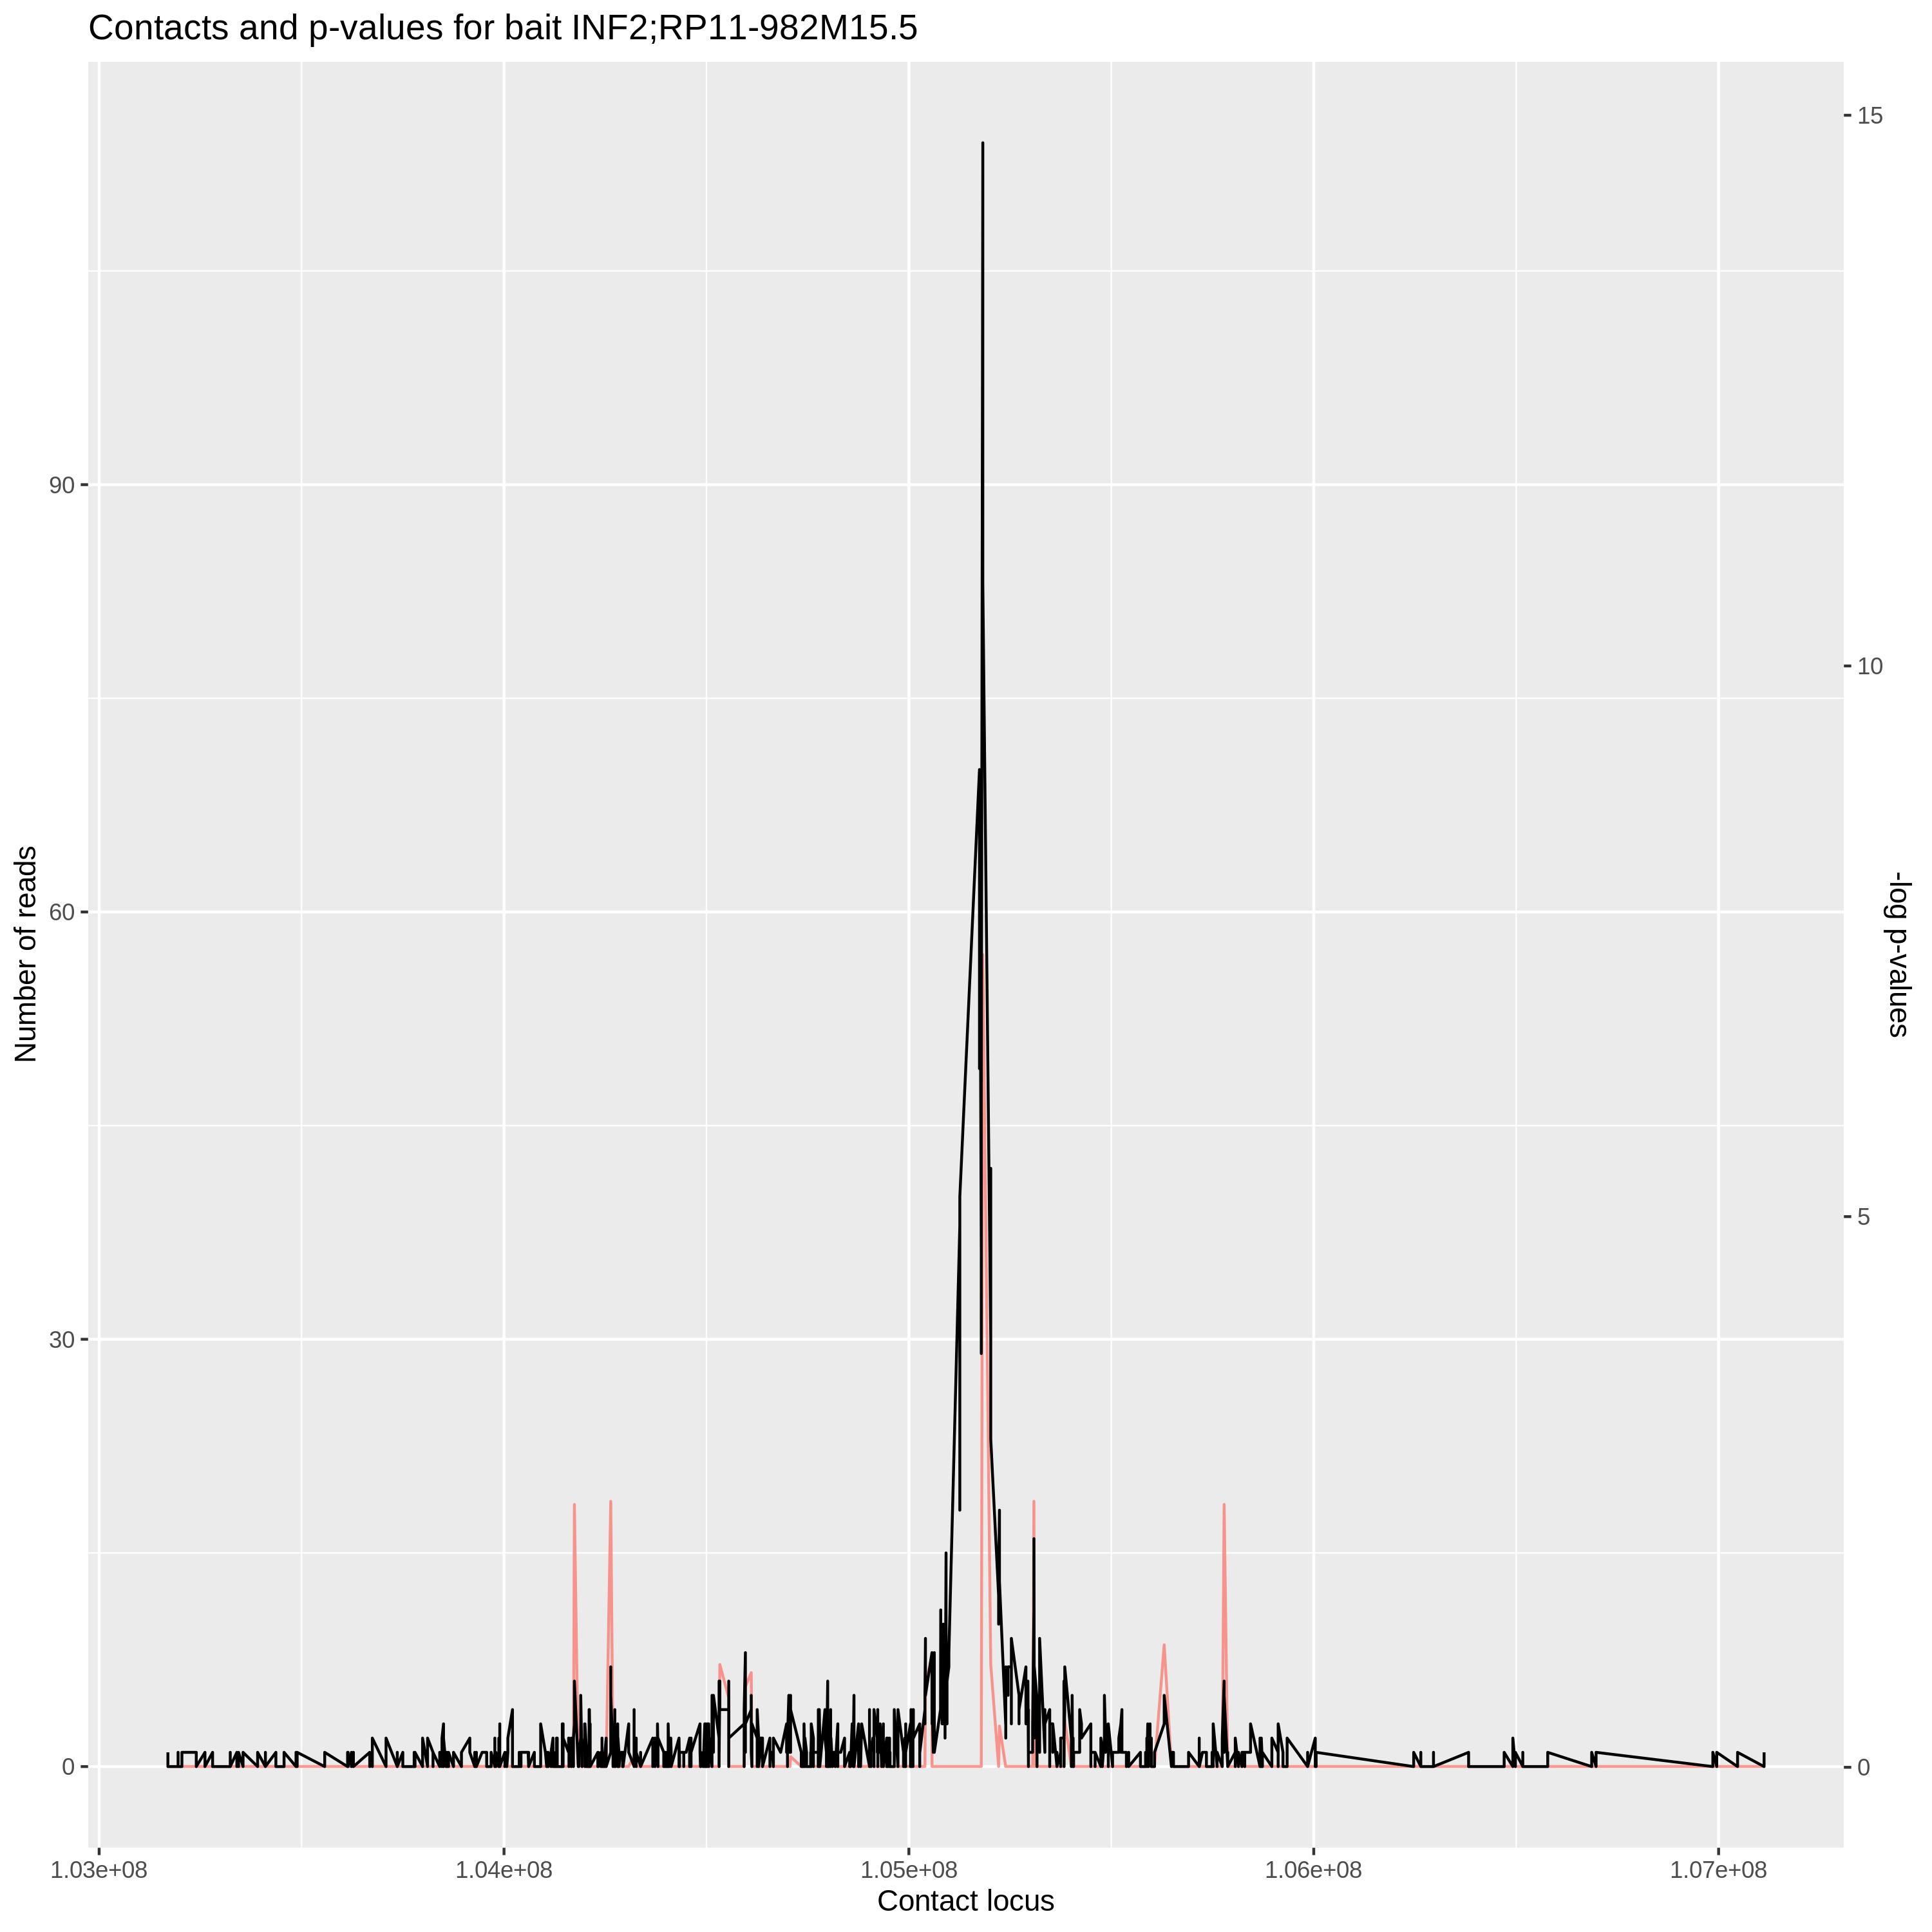 Contacts and p-values for bait INF2;RP11-982M15.5
15
90
10
60
Number of reads
-log p-values
5
30
0
0
1.03e+08
1.04e+08
1.05e+08
1.06e+08
1.07e+08
Contact locus